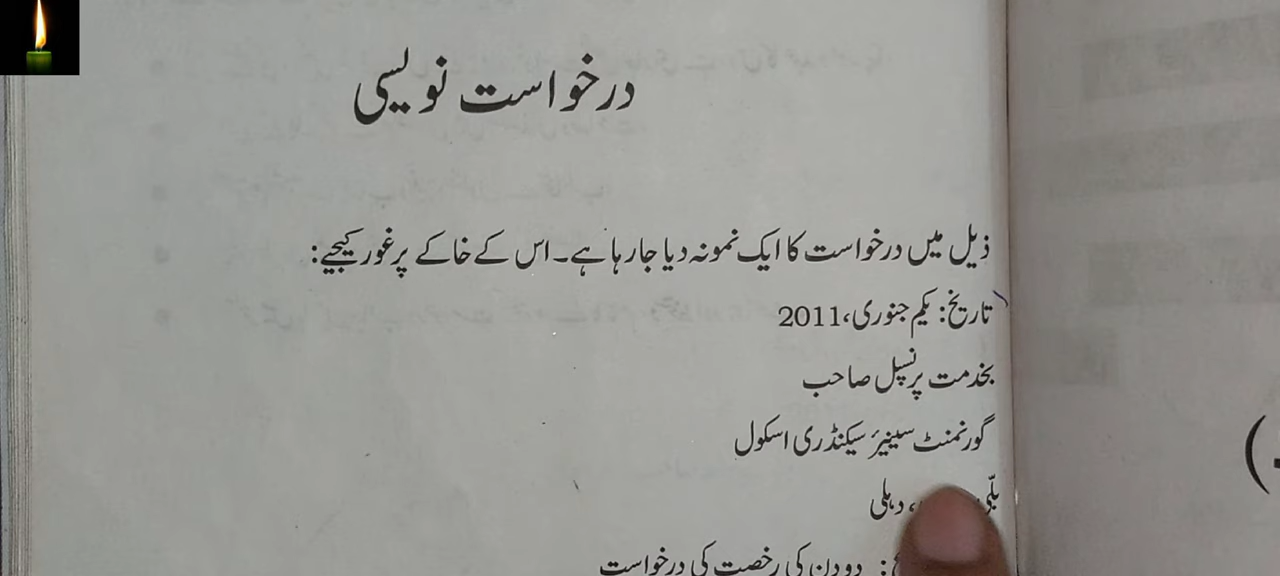 درخواست نویسی
ذیل میں درخواست کا ایک نمونہ دیا جا رہا ہے۔ اس کے خاکے پر غور کیجیے:
تاریخ: یکم جنوری، 2011
بخدمت پرنسپل صاحب
گورنمنٹ سینیئر سیکنڈری اسکول
بلّی، دہلی
: دو دن کی رخصت کی درخواست